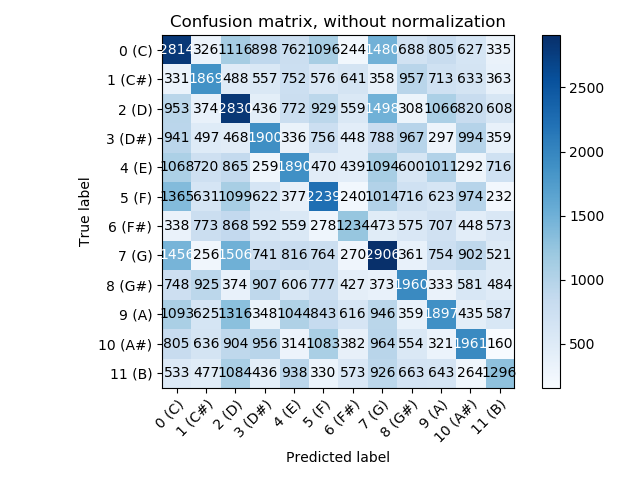 Confusion matrix, without normalization
0 (C) 2814 326 1116 898 762 1096 244 1480 688 805 627 335
1 (C#) 331 1869 488 557 752 576 641 358 957 713 633 363
2 (D) 953 374 2830 436 772 929 559 1498 308 1066 820 608
3 (D#) 941 497 468 1900 336 756 448 788 967 297 994 359
4 (E) 1068 720 865 259 1890 470 439 1094 600 1011 292 716
5 (F) 1365 631 1099 622 377 2239 240 1014 716 623 974 232
6 (F#) 338 773 868 592 559 278 1234 473 575 707 448 573
7 (G) 1456 256 1506 741 816 764 270 2906 361 754 902 521
8 (G#) 748 925 374 907 606 777 427 373 1960 333 581 484
9 (A) 1093 625 1316 348 1044 843 616 946 359 1897 435 587
10 (A#) 805 636 904 956 314 1083 382 964 554 321 1961 160
11 (B) 533 477 1084 436 938 330 573 926 663 643 264 1296
0 (C) 1 (C#) 2 (D) 3 (D#) 4 (E) 5 (F) 6 (F#) 7 (G) 8 (G#) 9 (A) 10 (A#) 11 (B)
True label
Predicted label
2500
2000
1500
1000
500